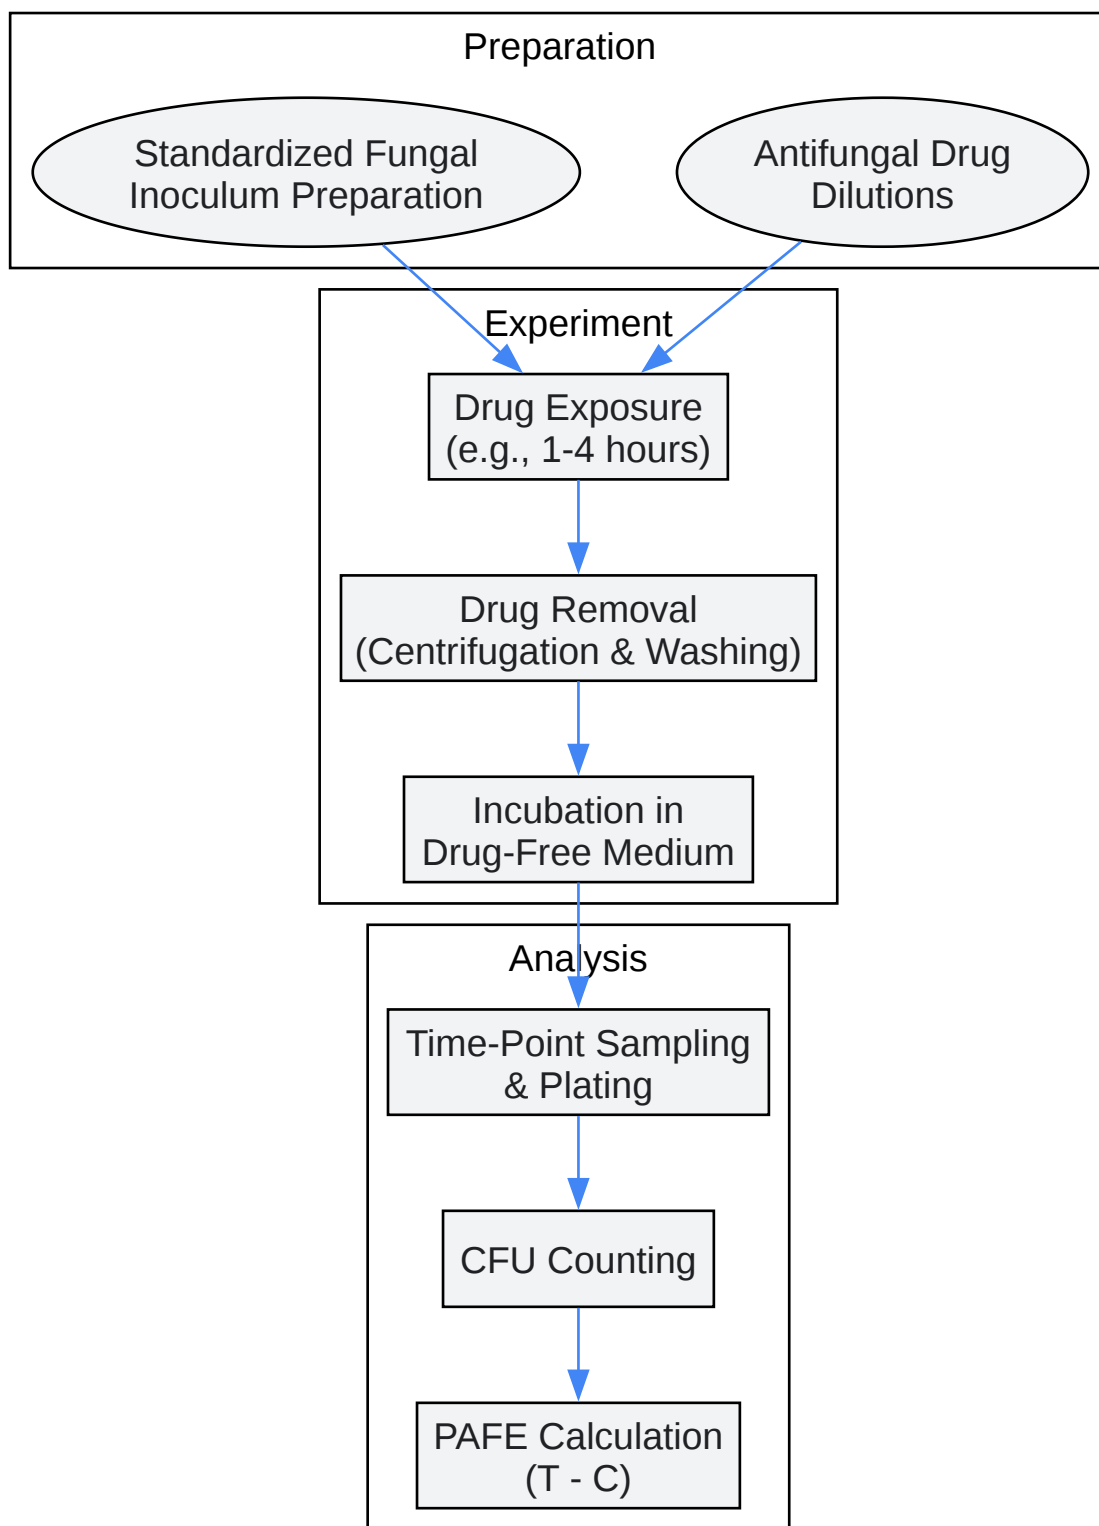 Preparation
Standardized Fungal
Inoculum Preparation
Antifungal Drug
Dilutions
Experiment
Drug Exposure
(e.g., 1-4 hours)
Drug Removal
(Centrifugation & Washing)
Incubation in
Drug-Free Medium
Analysis
Time-Point Sampling
& Plating
CFU Counting
PAFE Calculation
(T - C)